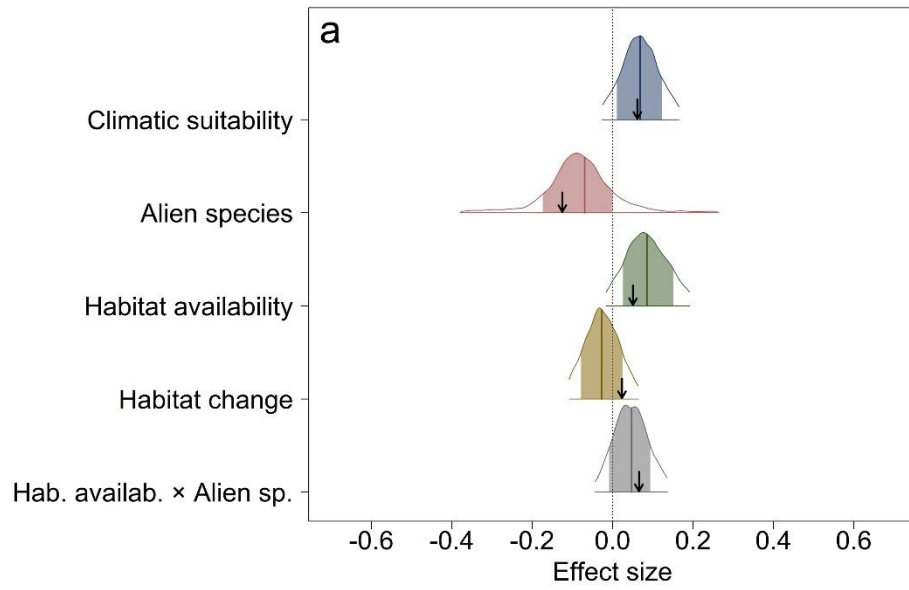 a
Climatic suitability
Alien species
Habitat availability
Habitat change
Hab. availab. × Alien sp.
-0.6 -0.4 -0.2 0.0 0.2 0.4 0.6
Effect size